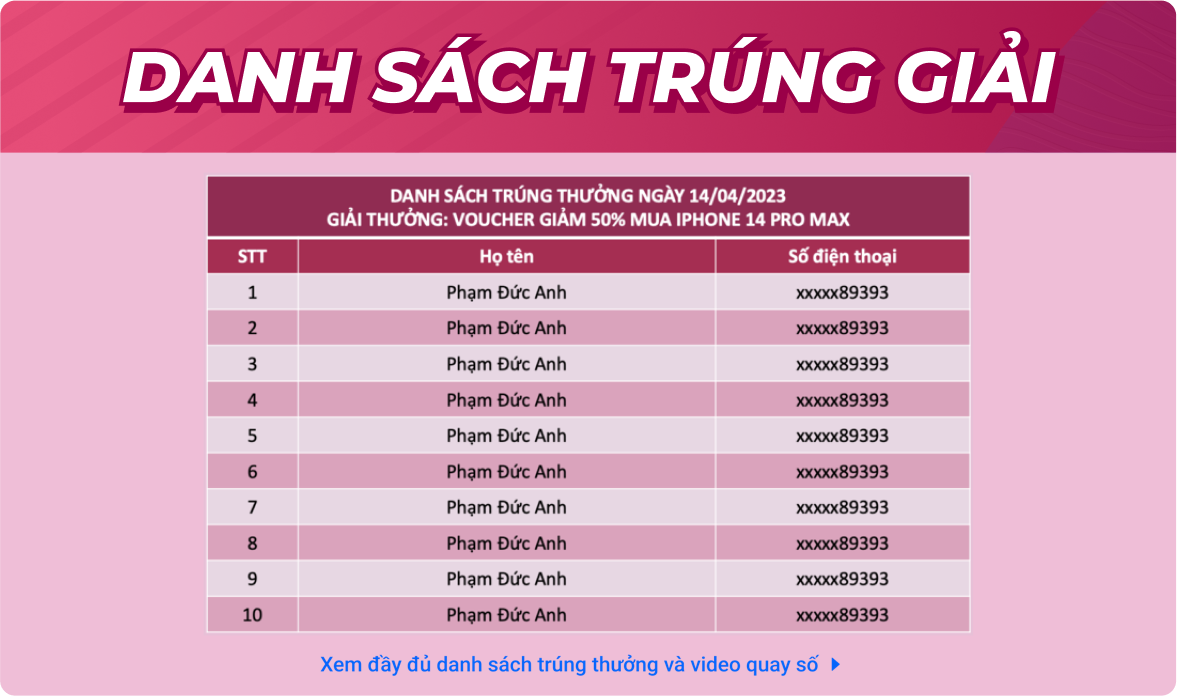 DANH SÁCH TRÚNG GIẢI
DANH SÁCH TRÚNG THƯỞNG NGÀY 14/04/2023
GIẢI THƯỞNG: VOUCHER GIẢM 50% MUA IPHONE 14 PRO MAX
STT Họ tên Số điện thoại
1 Phạm Đức Anh xxxxx89393
2 Phạm Đức Anh xxxxx89393
3 Phạm Đức Anh xxxxx89393
4 Phạm Đức Anh xxxxx89393
5 Phạm Đức Anh xxxxx89393
6 Phạm Đức Anh xxxxx89393
7 Phạm Đức Anh xxxxx89393
8 Phạm Đức Anh xxxxx89393
9 Phạm Đức Anh xxxxx89393
10 Phạm Đức Anh xxxxx89393
Xem đầy đủ danh sách trúng thưởng và video quay số